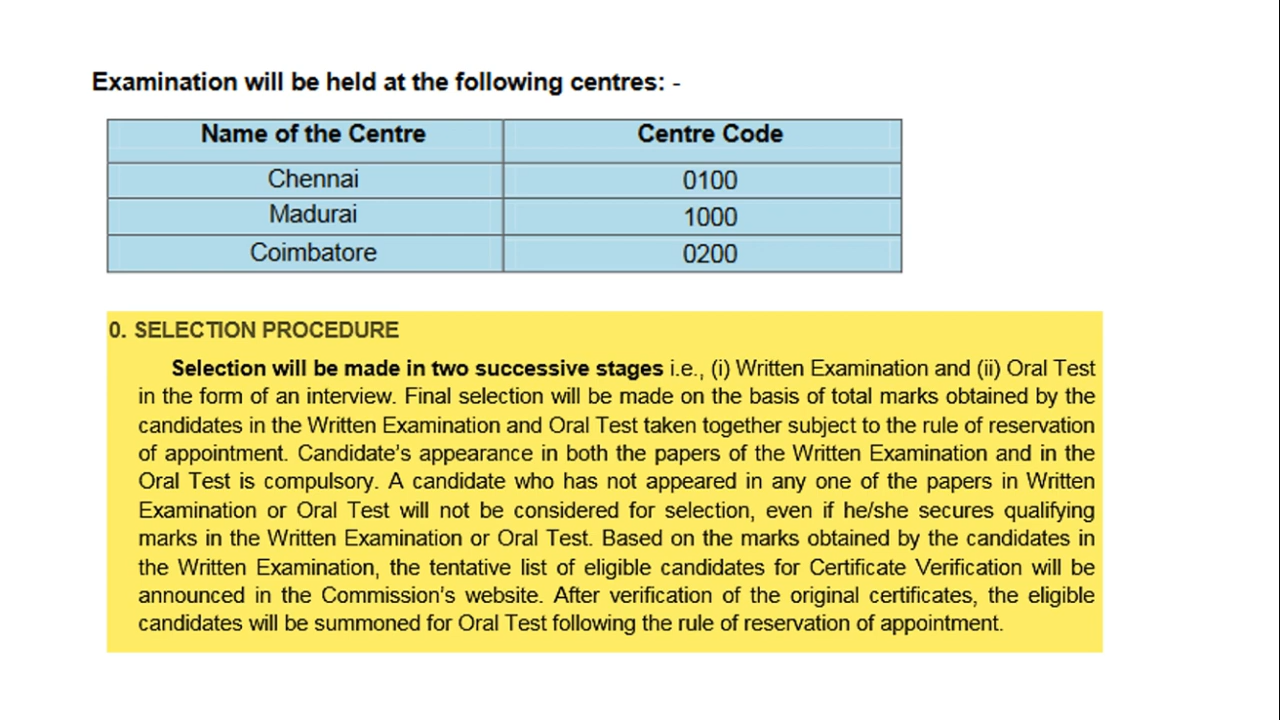 Examination will be held at the following centres: -
Name of the Centre Centre Code
Chennai 0100
Madurai 1000
Coimbatore 0200
0. SELECTION PROCEDURE
Selection will be made in two successive stages i.e., (i) Written Examination and (ii) Oral Test
in the form of an interview. Final selection will be made on the basis of total marks obtained by the
candidates in the Written Examination and Oral Test taken together subject to the rule of reservation
of appointment. Candidate's appearance in both the papers of the Written Examination and in the
Oral Test is compulsory. A candidate who has not appeared in any one of the papers in Written
Examination or Oral Test will not be considered for selection, even if he/she secures qualifying
marks in the Written Examination or Oral Test. Based on the marks obtained by the candidates in
the Written Examination, the tentative list of eligible candidates for Certificate Verification will be
announced in the Commission's website. After verification of the original certificates, the eligible
candidates will be summoned for Oral Test following the rule of reservation of appointment.